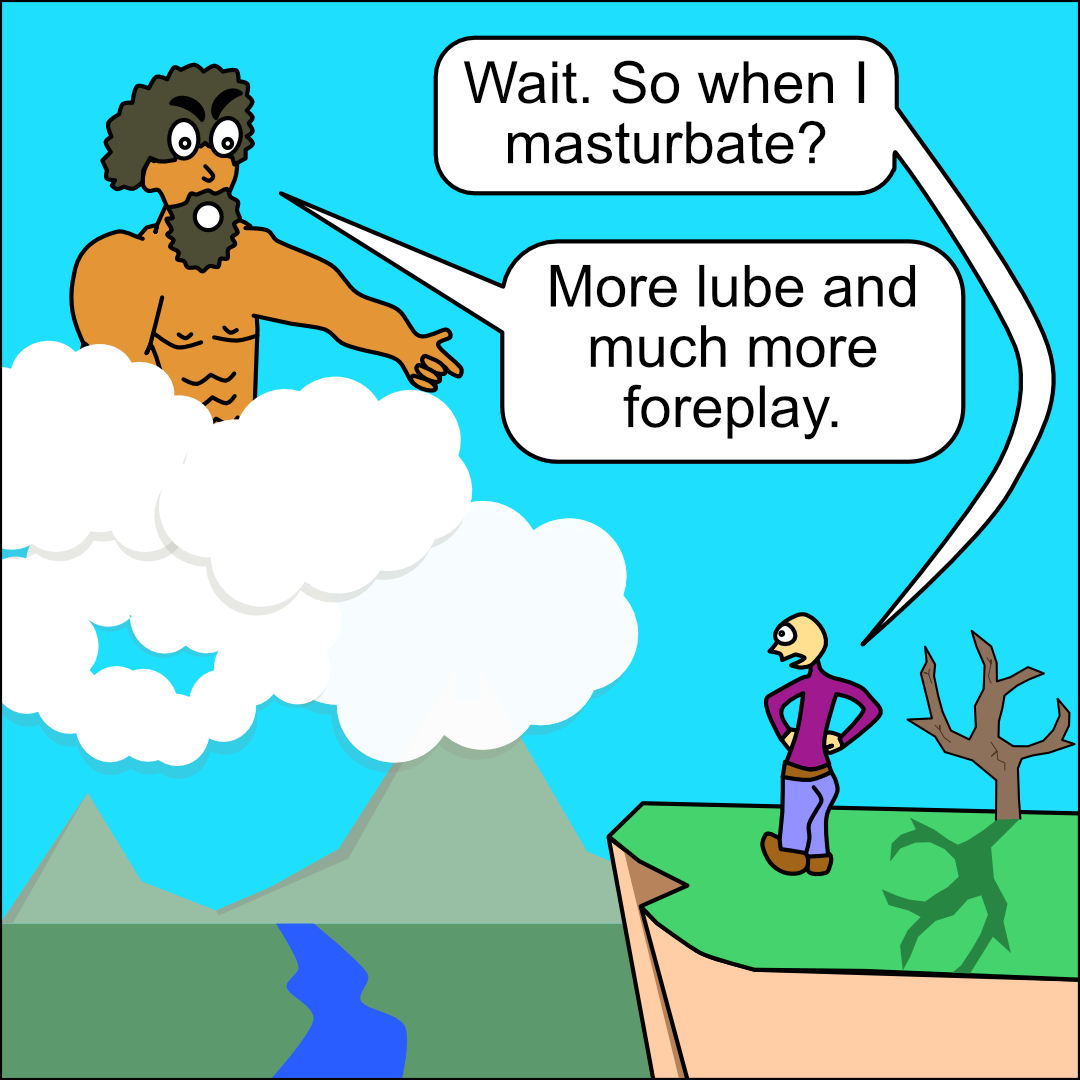 Wait. So when I
masturbate?
More lube and
much more
foreplay.